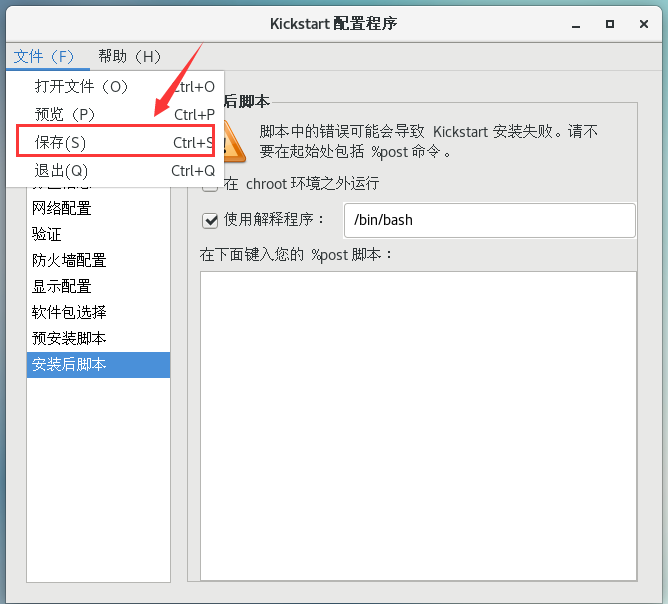 Kickstart 配置程序
文件（F） 帮助（H）
打开文件（O） Ctrl+O
预览（P） Ctrl+P
保存(S) Ctrl+S
退出(Q) Ctrl+Q
网络配置
验证
防火墙配置
显示配置
软件包选择
预安装脚本
安装后脚本
后脚本
脚本中的错误可能会导致 Kickstart 安装失败。请不
要在起始处包括 %post 命令。
在 chroot 环境之外运行
使用解释程序： /bin/bash
在下面键入您的 %post 脚本：